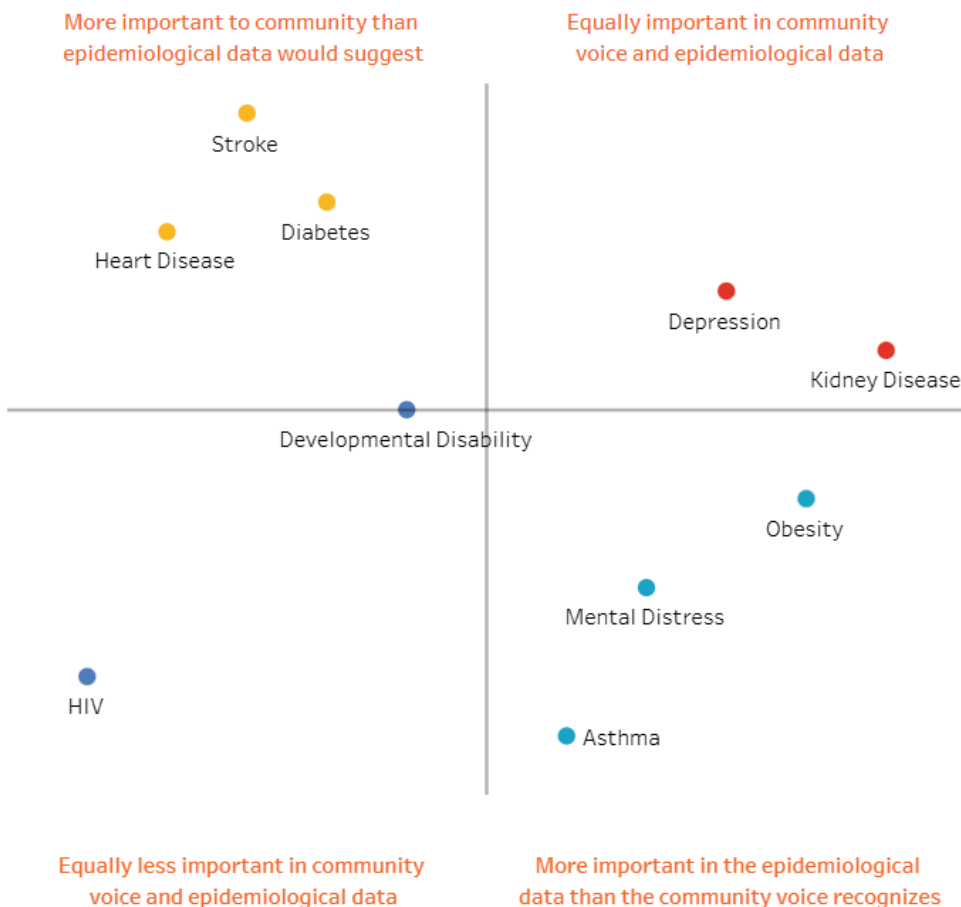 More important to community than
epidemiological data would suggest
Equally important in community
voice and epidemiological data
Stroke
Diabetes
Heart Disease
Depression
Kidney Disease
Developmental Disability
Obesity
Mental Distress
HIV
Asthma
Equally less important in community
voice and epidemiological data
More important in the epidemiological
data than the community voice recognizes